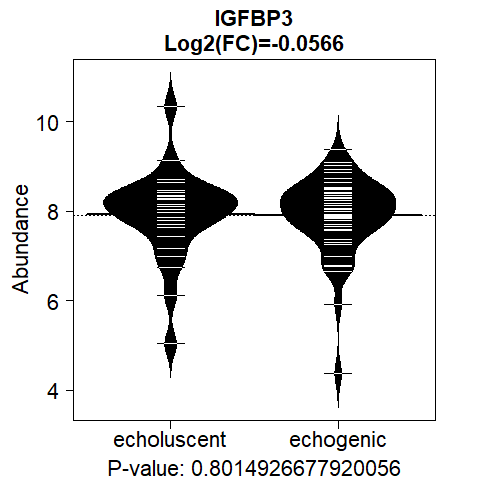 IGFBP3
Log2(FC)=-0.0566
Abundance
10
8
6
4
echoluscent echogenic
P-value: 0.8014926677920056